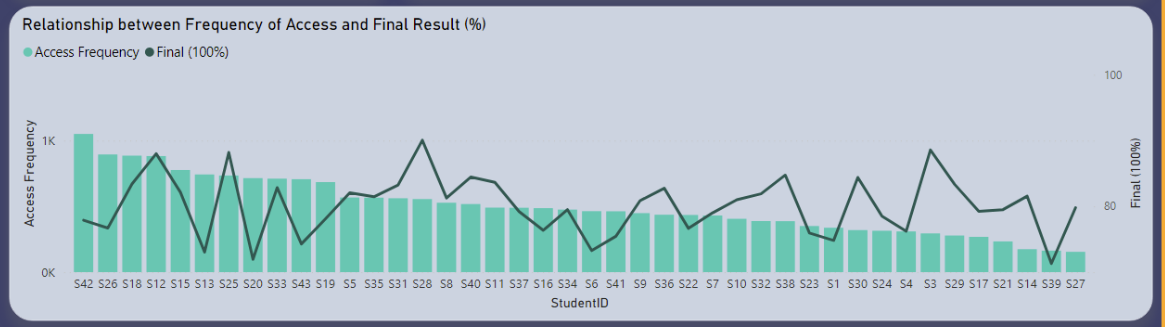 Relationship between Frequency of Access and Final Result (%)
Access Frequency Final (100%)
100
1K
80
0K
Access Frequency
Final (100%)
S42 S26 S18 S12 S15 S13 S25 S20 S33 S43 S19 S5 S35 S31 S28 S8 S40 S11 S37 S16 S34 S6 S41 S9 S36 S22 S7 S10 S32 S38 S23 S1 S30 S24 S4 S3 S29 S17 S21 S14 S39 S27
StudentID